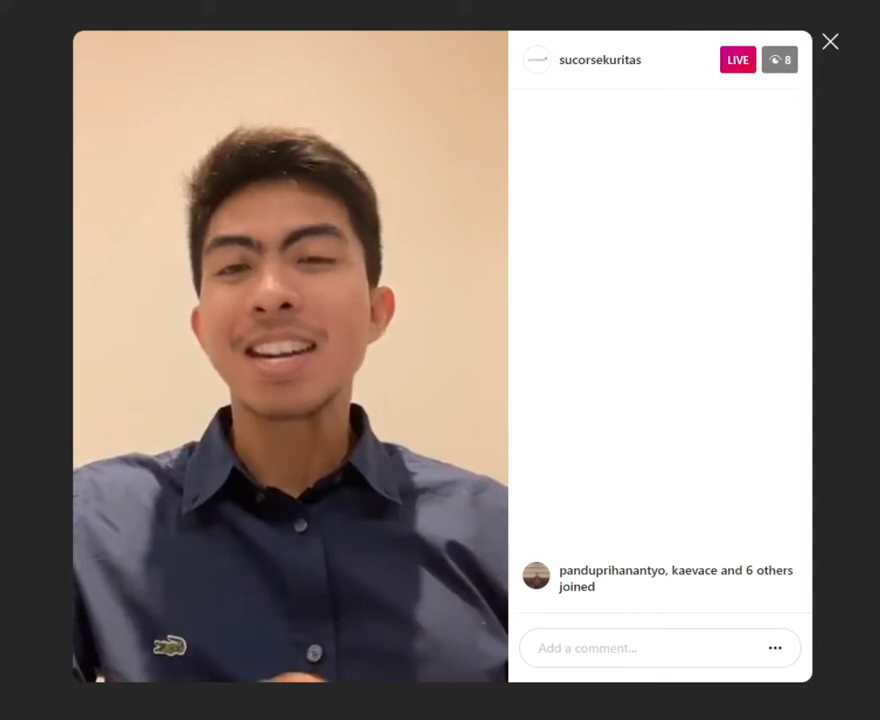 sucorsekuritas
LIVE
8
panduprihanantyo, kaevace and 6 others
joined
Add a comment...